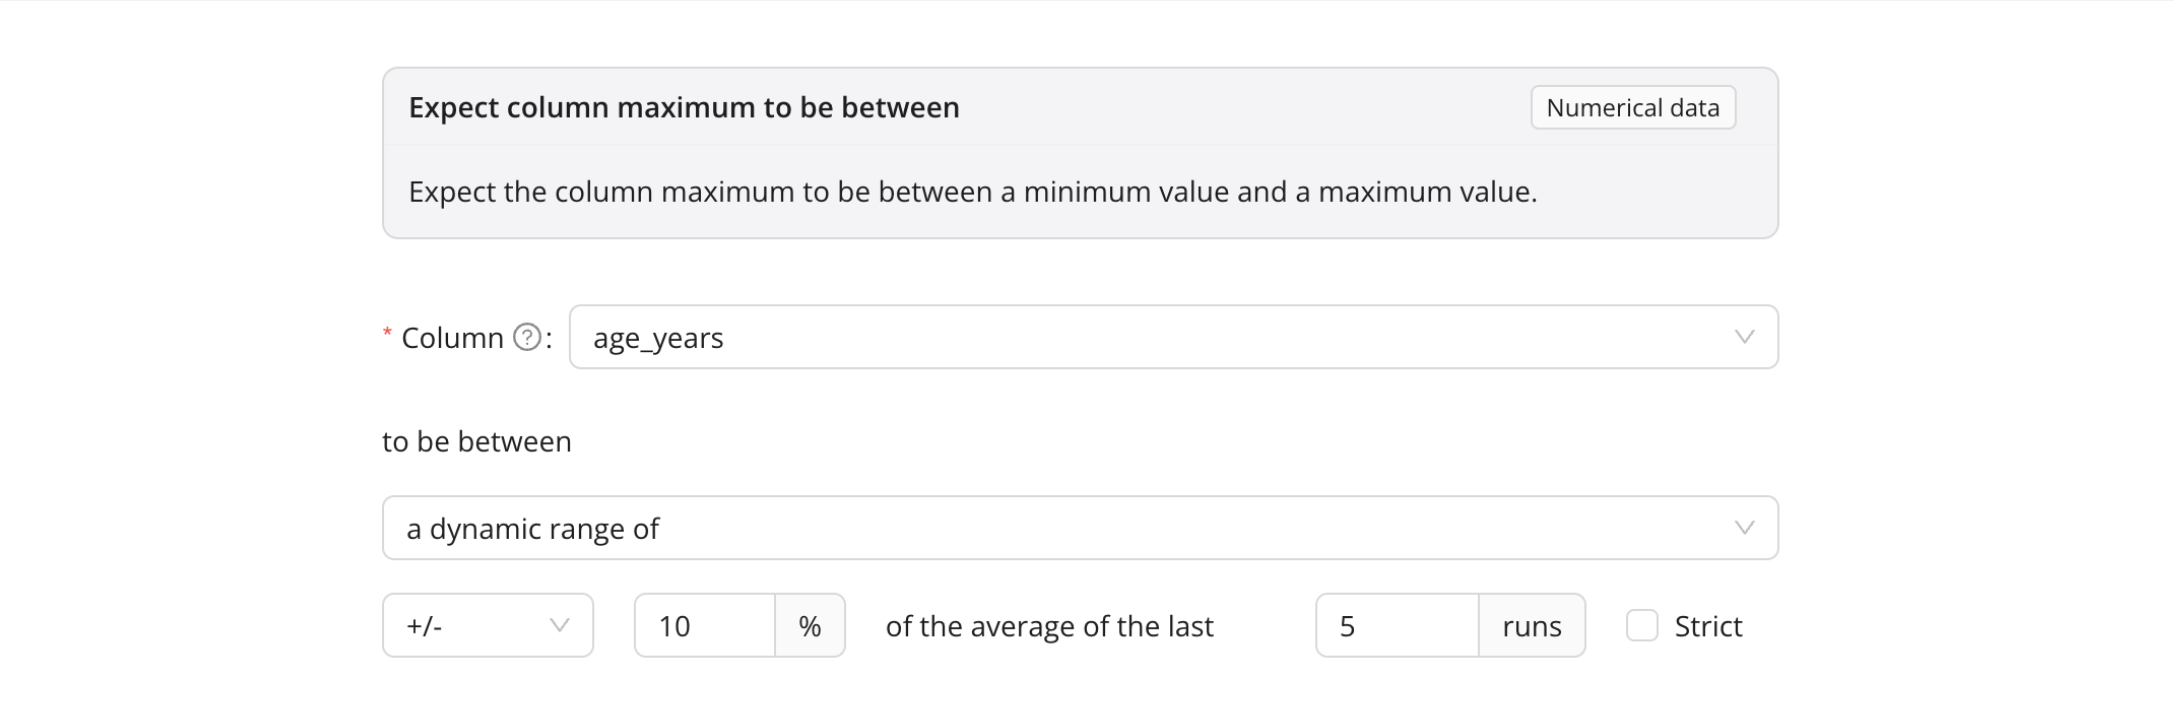 Expect column maximum to be between Numerical data
Expect the column maximum to be between a minimum value and a maximum value.
* Column ? : age_years
to be between
a dynamic range of
+/- 10 % of the average of the last 5 runs Strict